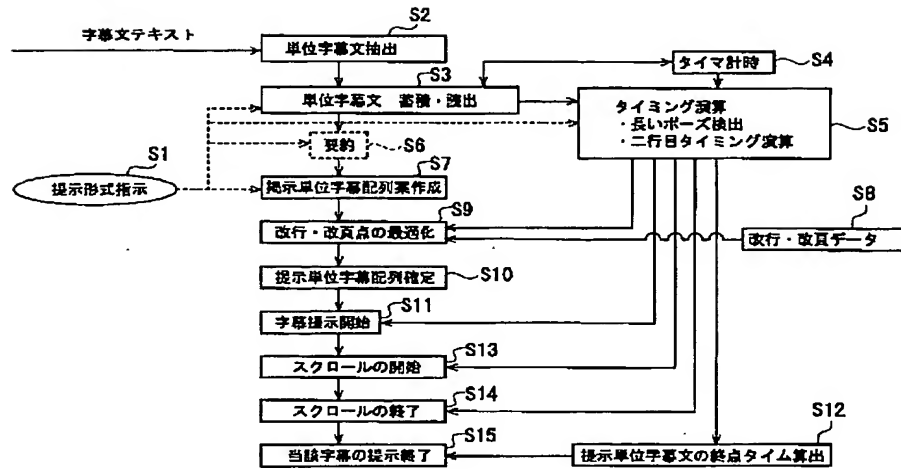 字幕文テキスト
S2
単位字幕文抽出
S3
単位字幕文 蓄積・読出
タイマ計時
S4
タイミング演算
・長いポーズ検出
・二行目タイミング演算
S5
要約
S6
S1
提示形式指示
S7
掲示単位字幕配列案作成
S9
改行・改頁点の最適化
S8
改行・改頁データ
提示単位字幕配列確定
S10
S11
字幕提示開始
S13
スクロールの開始
S14
スクロールの終了
S15
当該字幕の提示終了
S12
提示単位字幕文の終点タイム算出